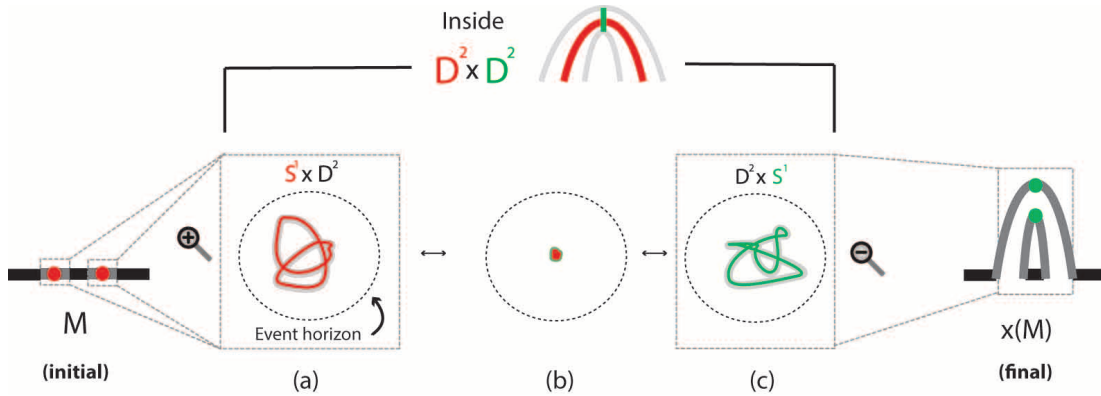 Inside
D² x D²
S¹ x D²
D² x S¹
Event horizon
M
x(M)
(initial)
(a)
(b)
(c)
(final)